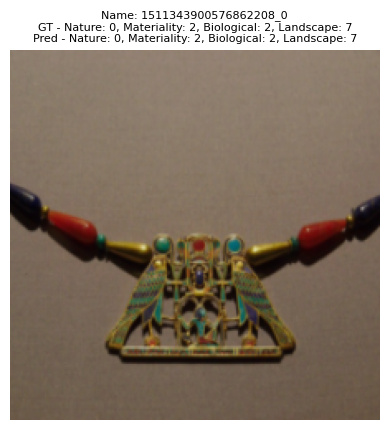 Name: 1511343900576862208_0
GT - Nature: 0, Materiality: 2, Biological: 2, Landscape: 7
Pred - Nature: 0, Materiality: 2, Biological: 2, Landscape: 7